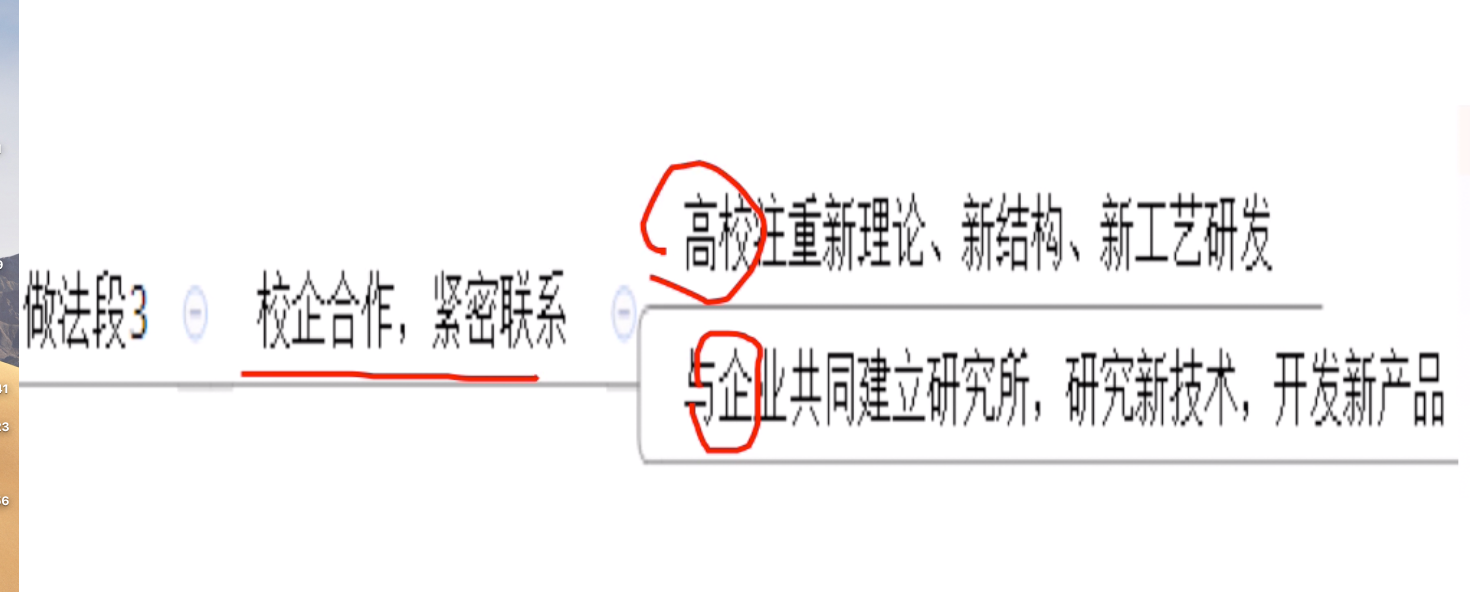 高校注重新理论、新结构、新工艺研发
做法段3 校企合作，紧密联系
与企业共同建立研究所，研究新技术，开发新产品